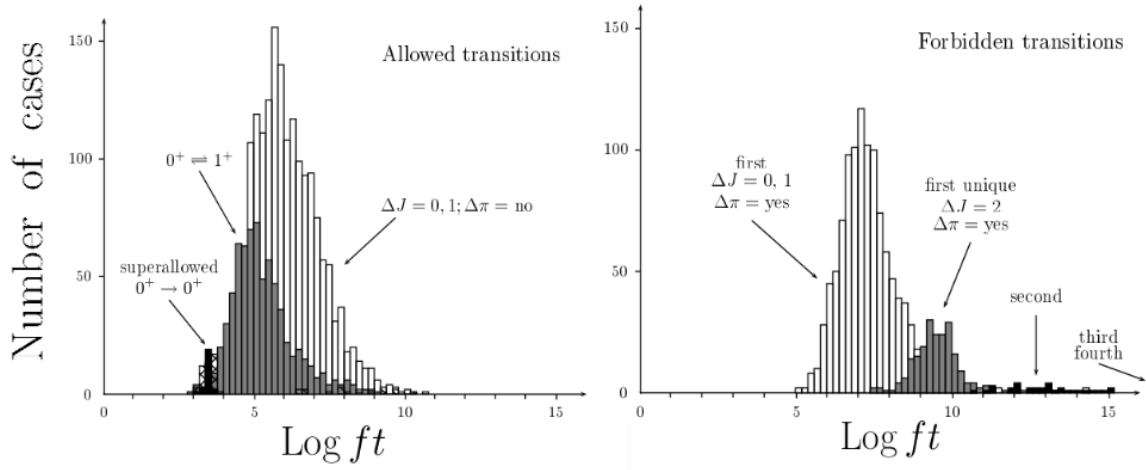 Number of cases
150
100
50
0
Allowed transitions
0⁺ ⇌ 1⁺
ΔJ = 0, 1; Δπ = no
superallowed
0⁺ → 0⁺
0
5
10
15
Log ft
150
100
50
0
Forbidden transitions
first
ΔJ = 0, 1
Δπ = yes
first unique
ΔJ = 2
Δπ = yes
second
third
fourth
0
5
10
15
Log ft